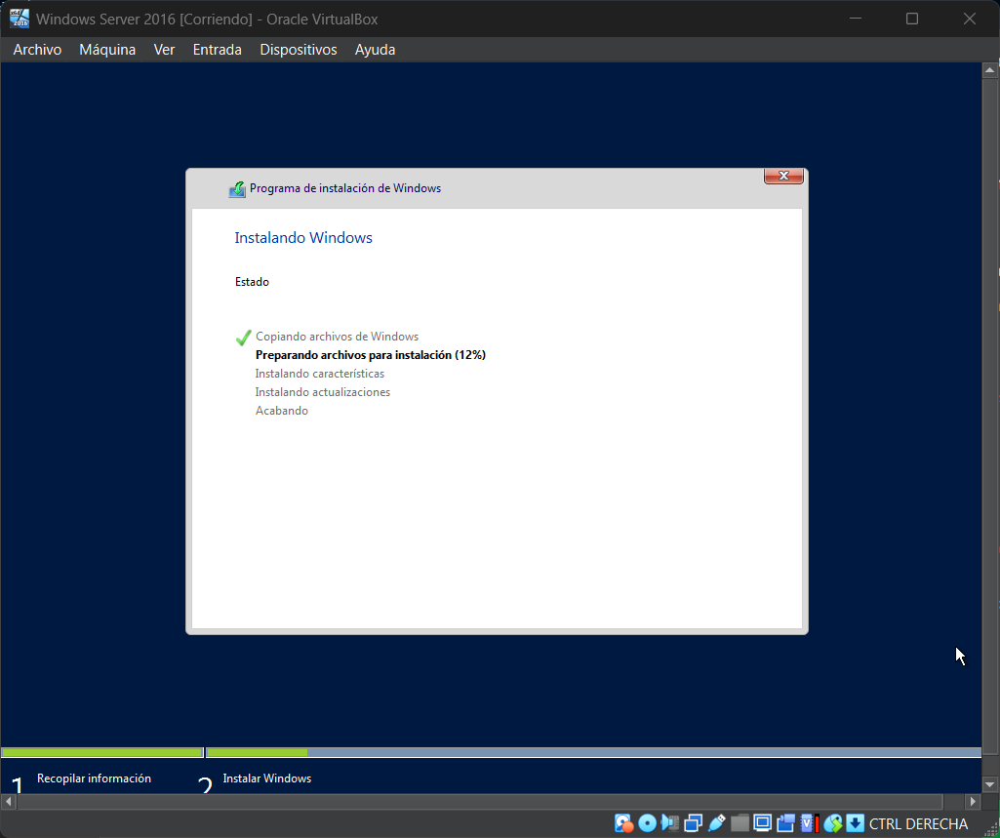 Windows Server 2016 [Corriendo] - Oracle VirtualBox
Archivo Máquina Ver Entrada Dispositivos Ayuda
Programa de instalación de Windows
Instalando Windows
Estado
Copiando archivos de Windows
Preparando archivos para instalación (12%)
Instalando características
Instalando actualizaciones
Acabando
1 Recopilar información
2 Instalar Windows
CTRL DERECHA